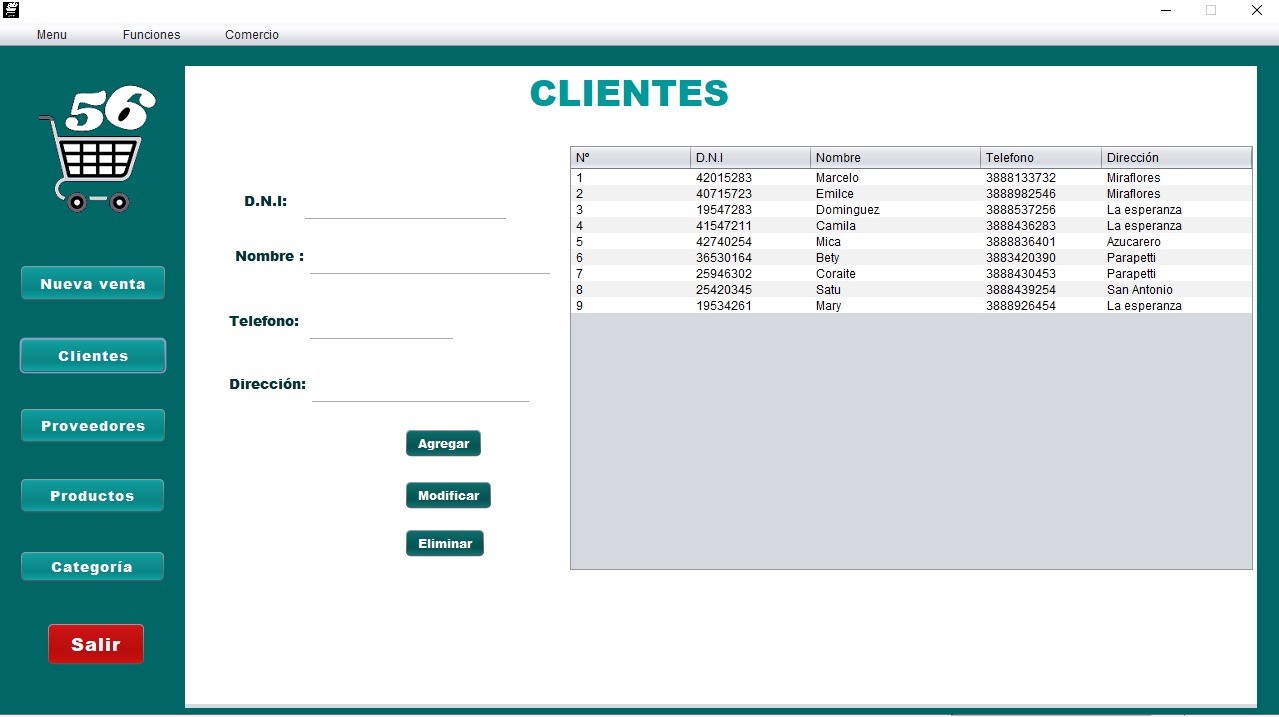 Menu Funciones Comercio
56
CLIENTES
Nº D.N.I Nombre Telefono Dirección
1 42015283 Marcelo 3888133732 Miraflores
2 40715723 Emilce 3888982546 Miraflores
3 19547283 Dominguez 3888537256 La esperanza
4 41547211 Camila 3888436283 La esperanza
5 42740254 Mica 3888836401 Azucarero
6 36530164 Bety 3883420390 Parapetti
7 25946302 Coraite 3888430453 Parapetti
8 25420345 Satu 3888439254 San Antonio
9 19534261 Mary 3888926454 La esperanza
D.N.I:
Nombre :
Telefono:
Dirección:
Agregar
Modificar
Eliminar
Nueva venta
Clientes
Proveedores
Productos
Categoría
Salir